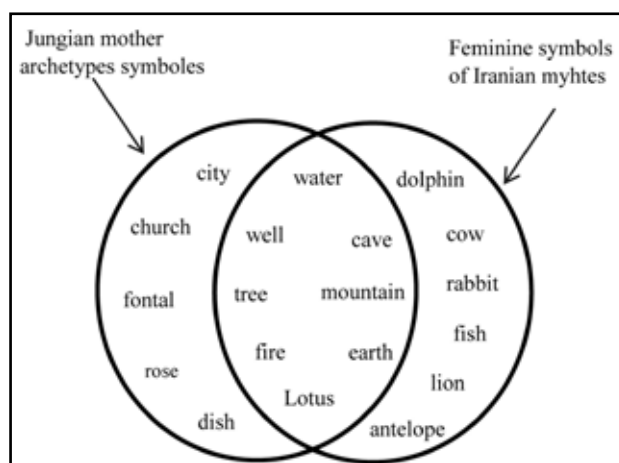 Jungian mother
archetypes symboles
Feminine symbols
of Iranian myhtes
city
church
fontal
rose
dish
water
well
cave
tree
mountain
fire
earth
Lotus
dolphin
cow
rabbit
fish
lion
antelope